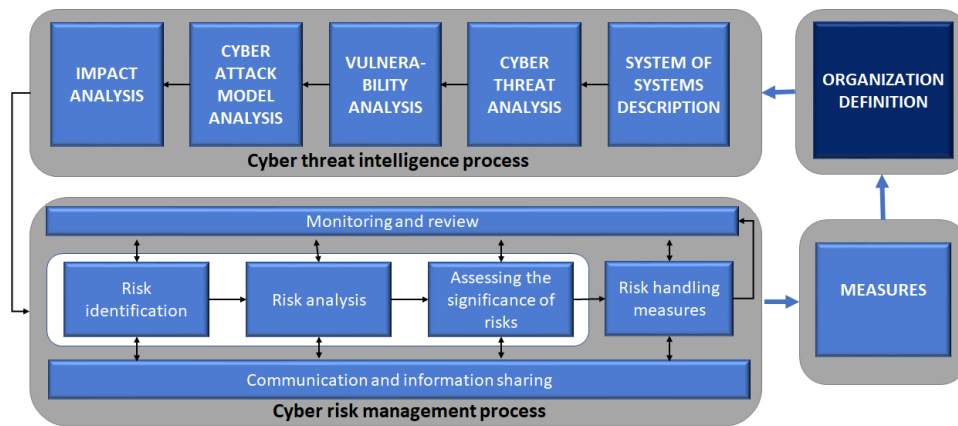 IMPACT
ANALYSIS
CYBER
ATTACK
MODEL
ANALYSIS
VULNERA-
BILITY
ANALYSIS
CYBER
THREAT
ANALYSIS
SYSTEM OF
SYSTEMS
DESCRIPTION
ORGANIZATION
DEFINITION
Cyber threat intelligence process
Monitoring and review
Risk
identification
Risk analysis
Assessing the
significance of
risks
Risk handling
measures
MEASURES
Communication and information sharing
Cyber risk management process